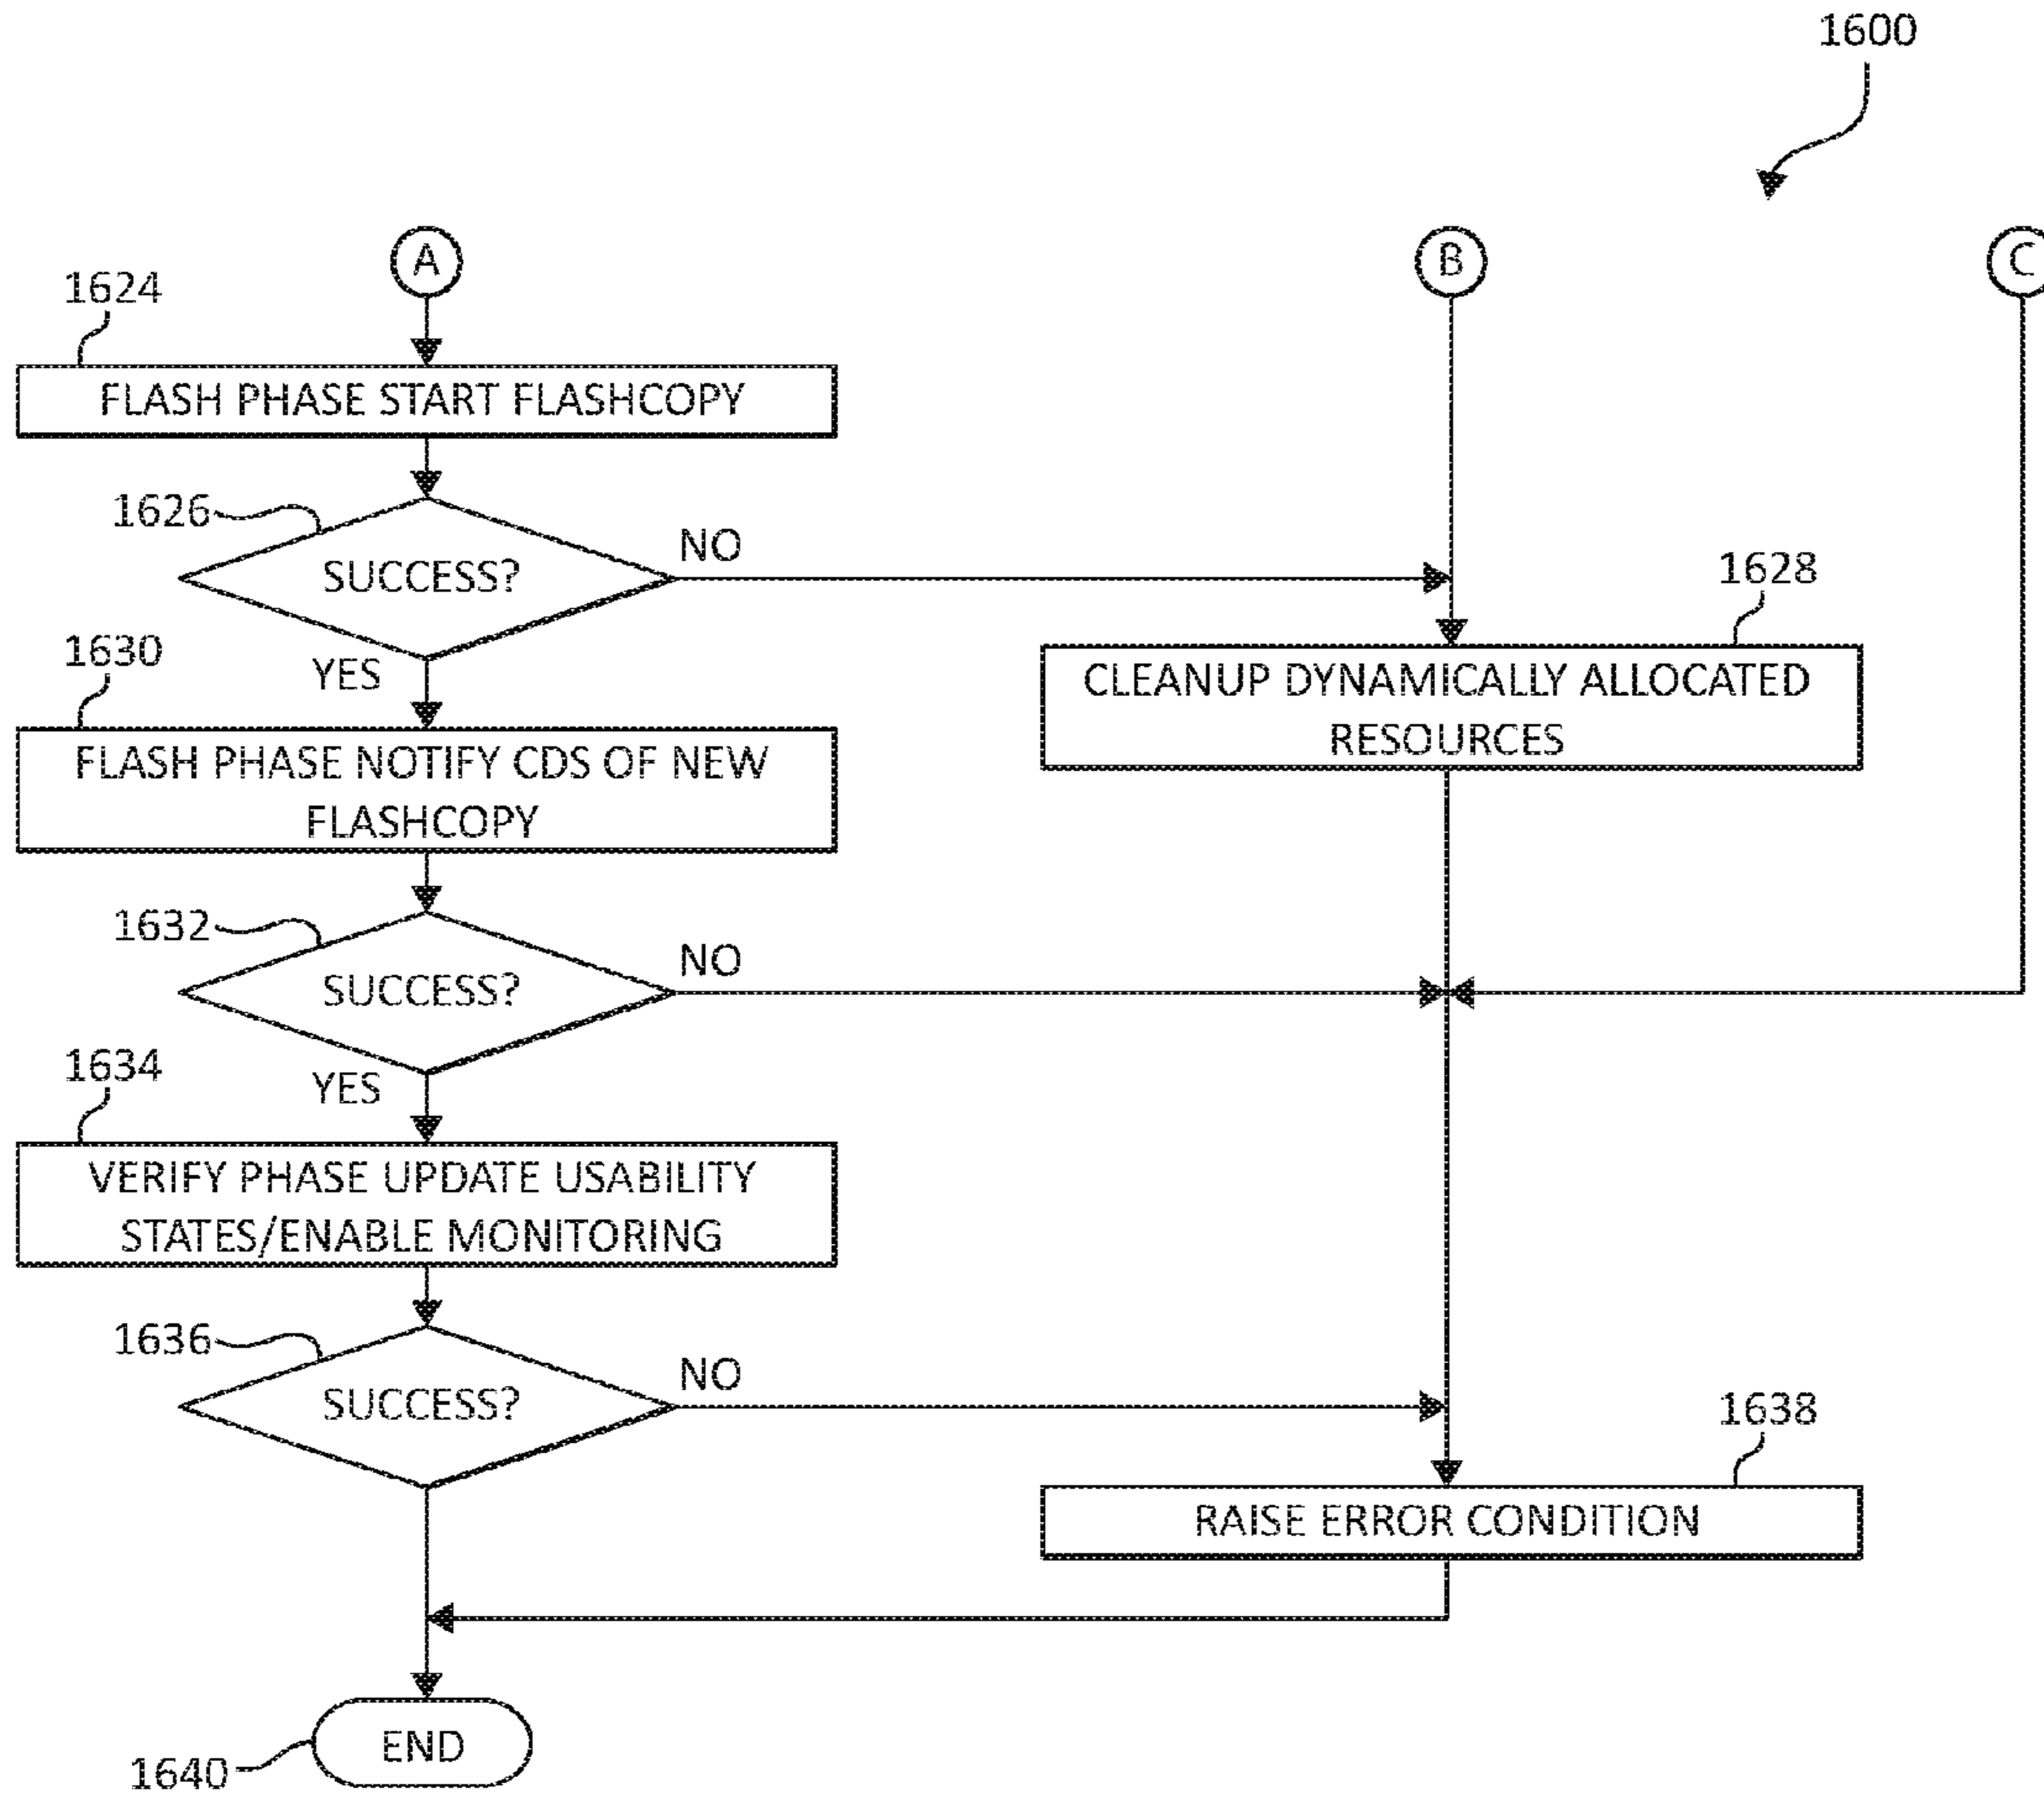 1600
A
B
C
1624
FLASH PHASE START FLASHCOPY
1626
SUCCESS?
NO
YES
1628
CLEANUP DYNAMICALLY ALLOCATED
RESOURCES
1630
FLASH PHASE NOTIFY CDS OF NEW
FLASHCOPY
1632
SUCCESS?
NO
YES
1634
VERIFY PHASE UPDATE USABILITY
STATES/ENABLE MONITORING
1636
SUCCESS?
NO
1638
RAISE ERROR CONDITION
END
1640